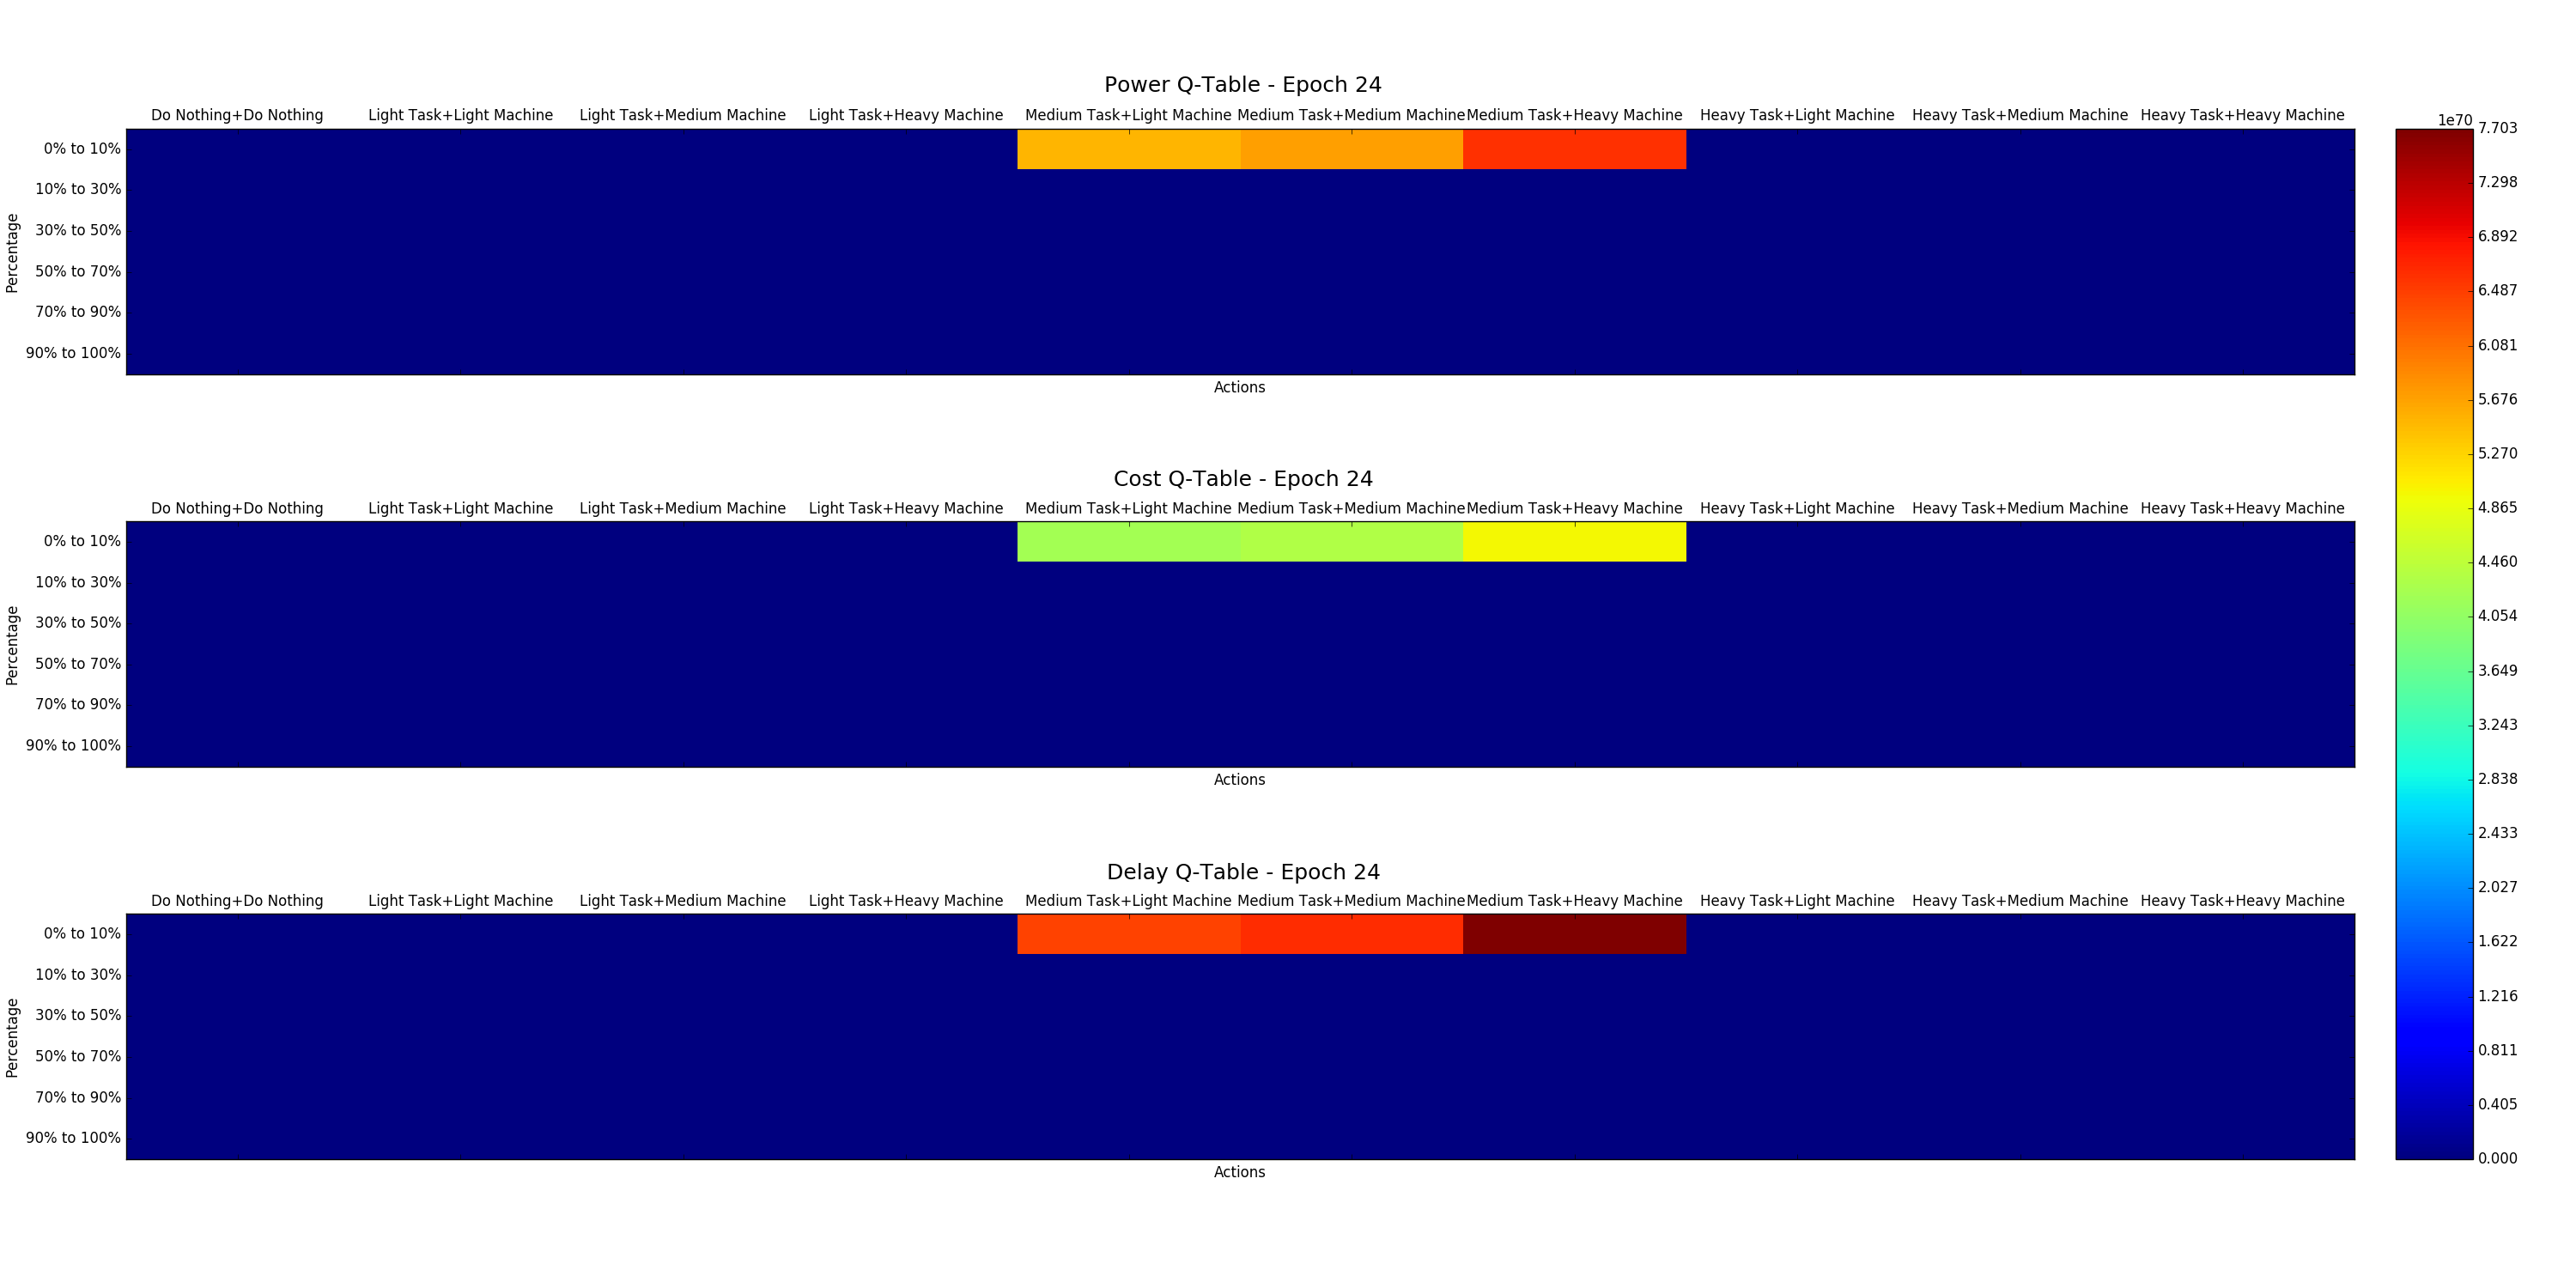 Power Q-Table - Epoch 24
Do Nothing+Do Nothing Light Task+Light Machine Light Task+Medium Machine Light Task+Heavy Machine Medium Task+Light Machine Medium Task+Medium Machine Medium Task+Heavy Machine Heavy Task+Light Machine Heavy Task+Medium Machine Heavy Task+Heavy Machine
Percentage
0% to 10%
10% to 30%
30% to 50%
50% to 70%
70% to 90%
90% to 100%
Actions
Cost Q-Table - Epoch 24
Do Nothing+Do Nothing Light Task+Light Machine Light Task+Medium Machine Light Task+Heavy Machine Medium Task+Light Machine Medium Task+Medium Machine Medium Task+Heavy Machine Heavy Task+Light Machine Heavy Task+Medium Machine Heavy Task+Heavy Machine
Percentage
0% to 10%
10% to 30%
30% to 50%
50% to 70%
70% to 90%
90% to 100%
Actions
Delay Q-Table - Epoch 24
Do Nothing+Do Nothing Light Task+Light Machine Light Task+Medium Machine Light Task+Heavy Machine Medium Task+Light Machine Medium Task+Medium Machine Medium Task+Heavy Machine Heavy Task+Light Machine Heavy Task+Medium Machine Heavy Task+Heavy Machine
Percentage
0% to 10%
10% to 30%
30% to 50%
50% to 70%
70% to 90%
90% to 100%
Actions
1e70
7.703
7.298
6.892
6.487
6.081
5.676
5.270
4.865
4.460
4.054
3.649
3.243
2.838
2.433
2.027
1.622
1.216
0.811
0.405
0.000